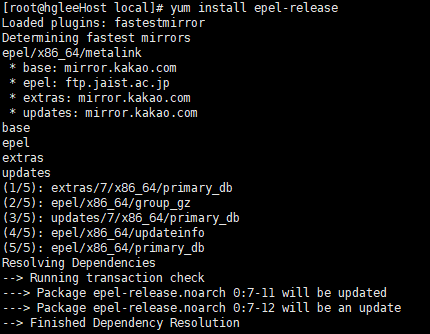 [root@hgleeHost local]# yum install epel-release
Loaded plugins: fastestmirror
Determining fastest mirrors
epel/x86_64/metalink
 * base: mirror.kakao.com
 * epel: ftp.jaist.ac.jp
 * extras: mirror.kakao.com
 * updates: mirror.kakao.com
base
epel
extras
updates
(1/5): extras/7/x86_64/primary_db
(2/5): epel/x86_64/group_gz
(3/5): updates/7/x86_64/primary_db
(4/5): epel/x86_64/updateinfo
(5/5): epel/x86_64/primary_db
Resolving Dependencies
--> Running transaction check
---> Package epel-release.noarch 0:7-11 will be updated
---> Package epel-release.noarch 0:7-12 will be an update
--> Finished Dependency Resolution